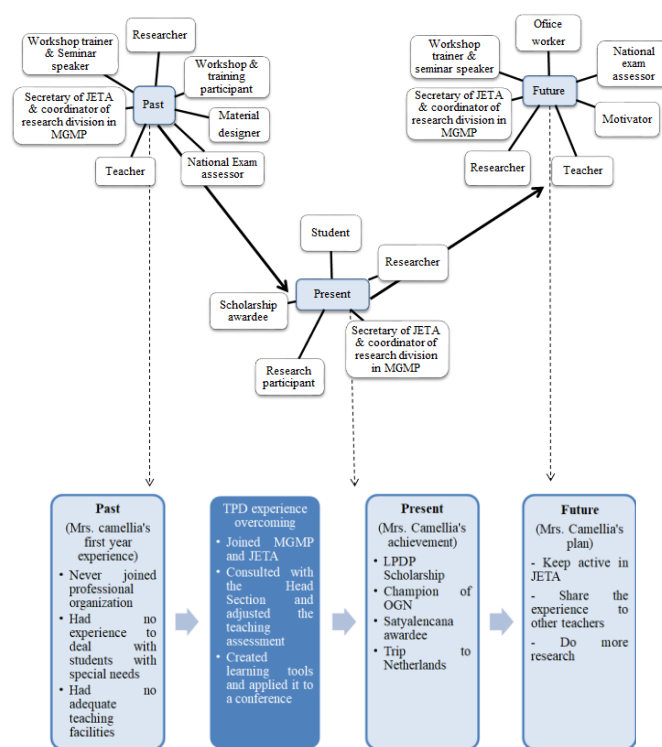 Researcher
Workshop trainer
& Seminar
speaker
Workshop &
training
participant
Past
Secretary of JETA
& coordinator of
research division
in MGMP
Material
designer
Teacher
National Exam
assessor
Ofiice
worker
Workshop
trainer &
seminar speaker
National
exam
assessor
Future
Secretary of JETA
& coordinator of
research division in
MGMP
Motivator
Researcher
Teacher
Student
Researcher
Present
Scholarship
awardee
Secretary of JETA
& coordinator of
research division
in MGMP
Research
participant
Past
(Mrs. camellia's
first year
experience)
• Never joined
professional
organization
• Had no
experience to
deal with
students with
special needs
• Had no
adequate
teaching
facilities
TPD experience
overcoming
• Joined MGMP
and JETA
• Consulted with
the Head
Section and
adjusted the
teaching
assessment
• Created
learning tools
and applied it to
a conference
Present
(Mrs. Camellia's
achievement)
• LPDP
Scholarship
• Champion of
OGN
• Satyalencana
awardee
• Trip to
Netherlands
Future
(Mrs. Camellia's
plan)
- Keep active in
JETA
- Share the
experience to
other teachers
- Do more
research